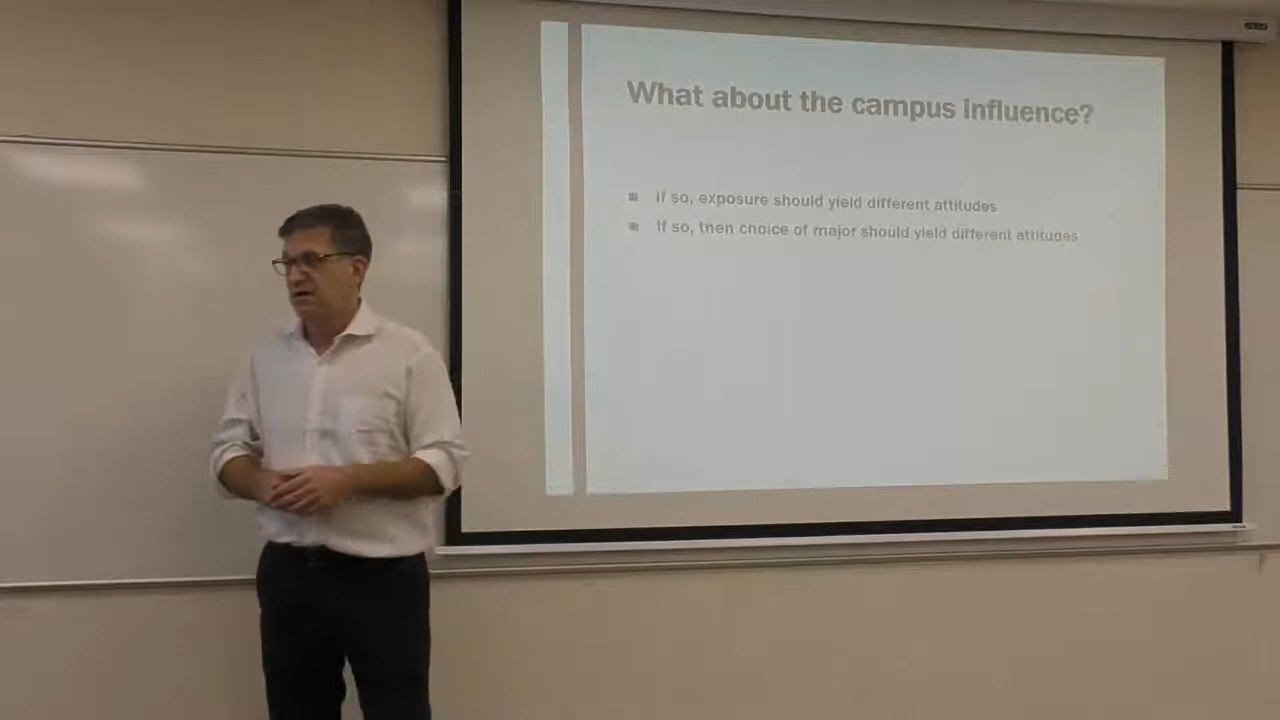 What about the campus influence?
If so, exposure should yield different attitudes
If so, then choice of major should yield different attitudes